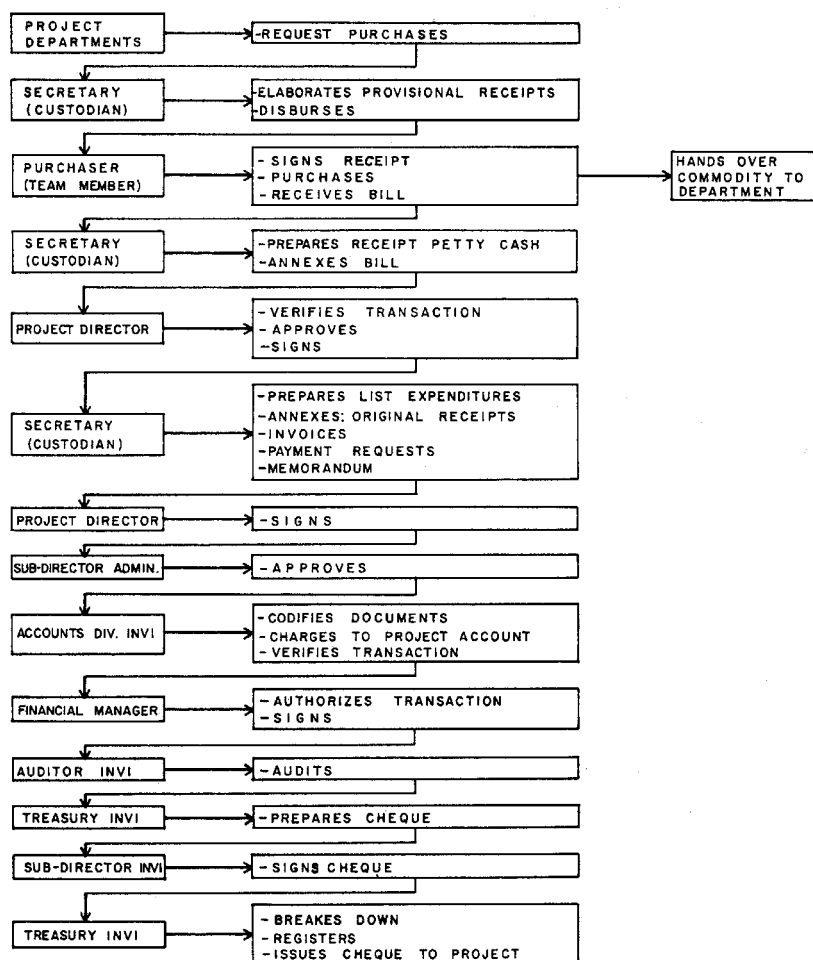 PROJECT
DEPARTMENTS
-REQUEST PURCHASES
SECRETARY
(CUSTODIAN)
-ELABORATES PROVISIONAL RECEIPTS
-DISBURSES
PURCHASER
(TEAM MEMBER)
- SIGNS RECEIPT
- PURCHASES
- RECEIVES BILL
HANDS OVER
COMMODITY TO
DEPARTMENT
SECRETARY
(CUSTODIAN)
-PREPARES RECEIPT PETTY CASH
-ANNEXES BILL
PROJECT DIRECTOR
-VERIFIES TRANSACTION
-APPROVES
-SIGNS
SECRETARY
(CUSTODIAN)
-PREPARES LIST EXPENDITURES
-ANNEXES: ORIGINAL RECEIPTS
-INVOICES
-PAYMENT REQUESTS
-MEMORANDUM
PROJECT DIRECTOR
-SIGNS
SUB-DIRECTOR ADMIN.
-APPROVES
ACCOUNTS DIV. INVI
-CODIFIES DOCUMENTS
-CHARGES TO PROJECT ACCOUNT
-VERIFIES TRANSACTION
FINANCIAL MANAGER
-AUTHORIZES TRANSACTION
-SIGNS
AUDITOR INVI
-AUDITS
TREASURY INVI
-PREPARES CHEQUE
SUB-DIRECTOR INVI
-SIGNS CHEQUE
TREASURY INVI
-BREAKES DOWN
-REGISTERS
-ISSUES CHEQUE TO PROJECT